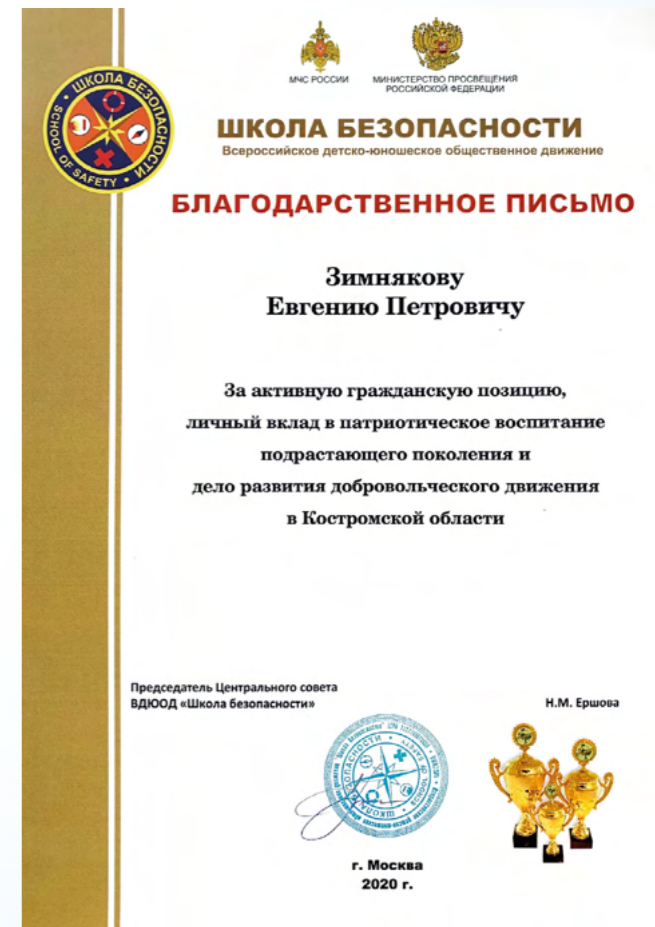 МЧС РОССИИ
МИНИСТЕРСТВО ПРОСВЕЩЕНИЯ
РОССИЙСКОЙ ФЕДЕРАЦИИ
ШКОЛА БЕЗОПАСНОСТИ
SCHOOL OF SAFETY
ШКОЛА БЕЗОПАСНОСТИ
Всероссийское детско-юношеское общественное движение
БЛАГОДАРСТВЕННОЕ ПИСЬМО
Зимнякову
Евгению Петровичу
За активную гражданскую позицию,
личный вклад в патриотическое воспитание
подрастающего поколения и
дело развития добровольческого движения
в Костромской области
Председатель Центрального совета
ВДЮОД «Школа безопасности»
Н.М. Ершова
г. Москва
2020 г.